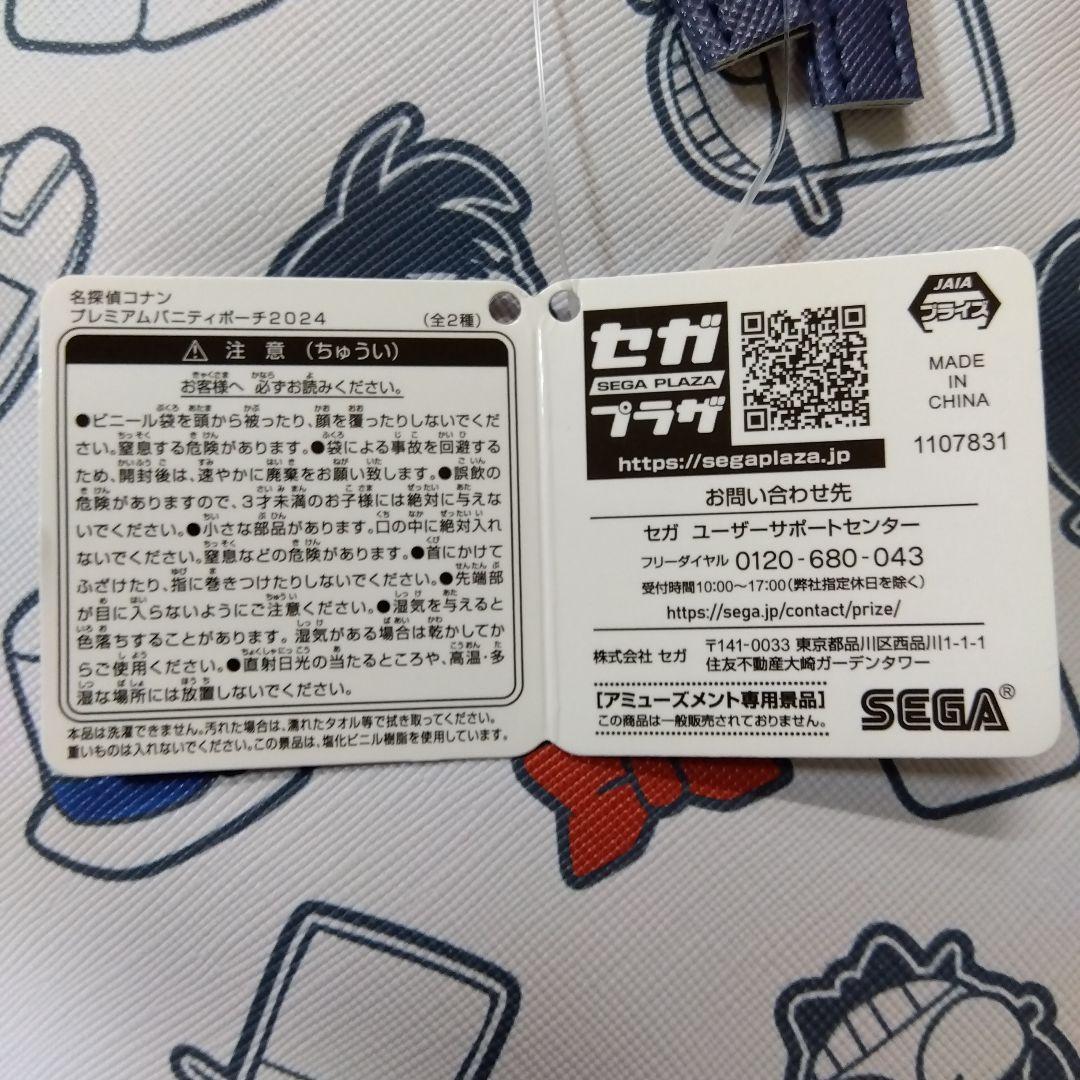 名探偵コナン
プレミアムバニティポーチ2024 (全2種)
⚠ 注 意 (ちゅうい)
お客様へ 必ずお読みください。
●ビニール袋を頭から被ったり、顔を覆ったりしないでくだ
さい。窒息する危険があります。●袋による事故を回避する
ため、開封後は、速やかに廃棄をお願い致します。●誤飲の
危険がありますので、3才未満のお子様には絶対に与えな
いでください。●小さな部品があります。口の中に絶対入れ
ないでください。窒息などの危険があります。●首にかけて
ふざけたり、指に巻きつけたりしないでください。●先端部
が目に入らないようにご注意ください。●湿気を与えると
色落ちすることがあります。湿気がある場合は乾かしてか
らご使用ください。●直射日光の当たるところや、高温・多
湿な場所には放置しないでください。
本品は洗濯できません。汚れた場合は、濡れたタオル等で拭き取ってください。
重いものは入れないでください。この景品は、塩化ビニル樹脂を使用しています。
セガ
SEGA PLAZA
プラザ
https://segaplaza.jp
JAIA
プライズ
MADE
IN
CHINA
1107831
お問い合わせ先
セガ ユーザーサポートセンター
フリーダイヤル 0120-680-043
受付時間10:00〜17:00(弊社指定休日を除く)
https://sega.jp/contact/prize/
株式会社 セガ
〒141-0033 東京都品川区西品川1-1-1
住友不動産大崎ガーデンタワー
[アミューズメント専用景品]
この商品は一般販売されておりません。
SEGA®